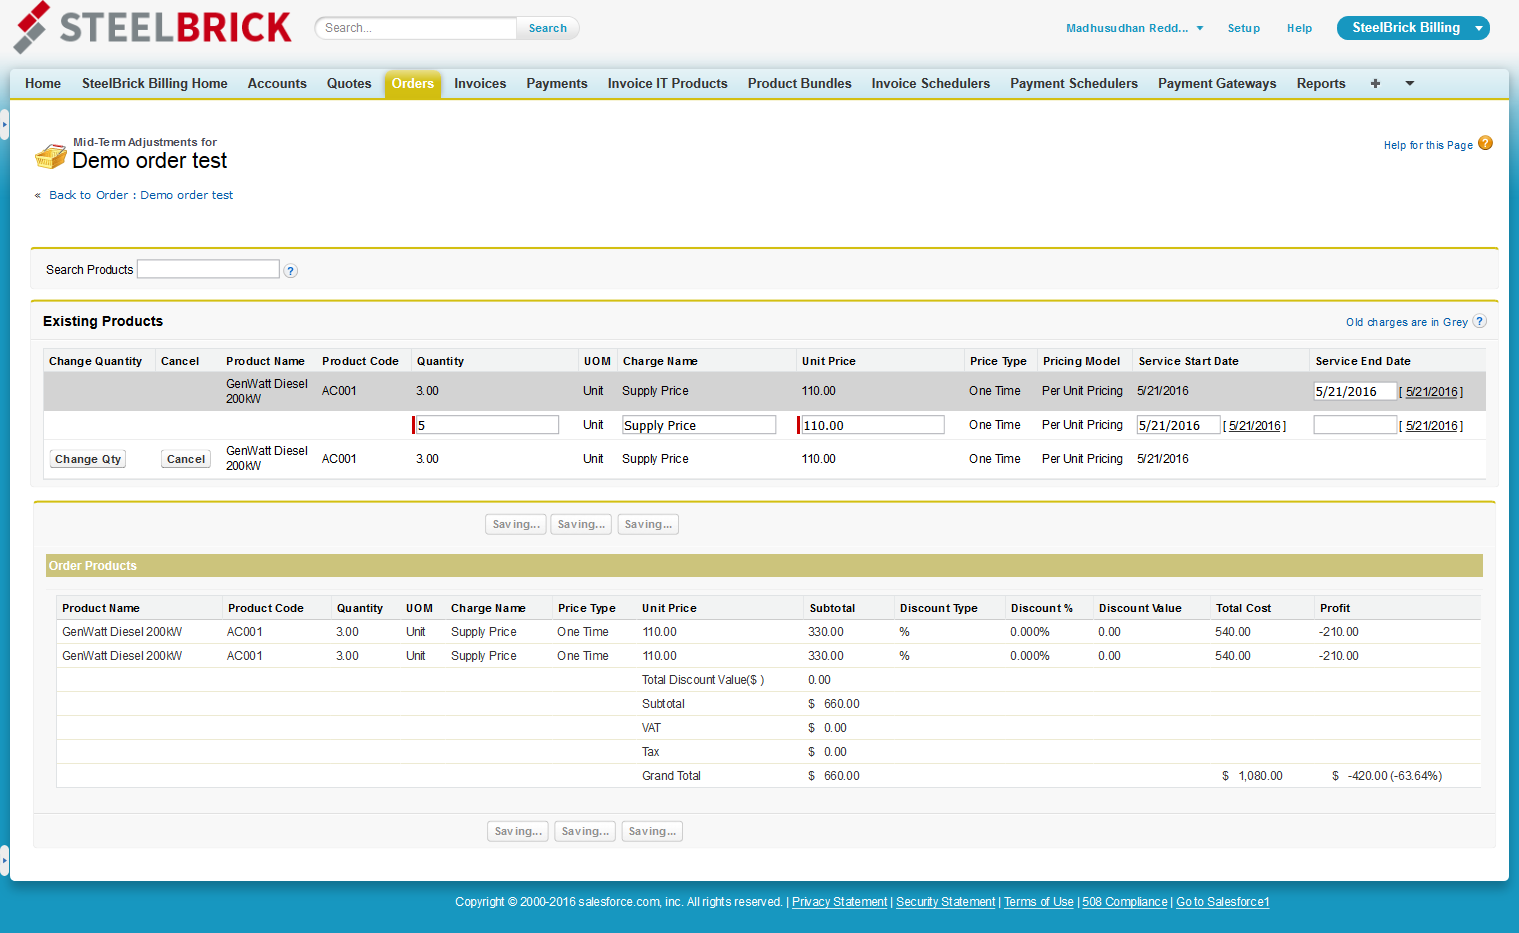 STEELBRICK
Search...
Search
Madhusudhan Redd...
Setup
Help
SteelBrick Billing
Home SteelBrick Billing Home Accounts Quotes Orders Invoices Payments Invoice IT Products Product Bundles Invoice Schedulers Payment Schedulers Payment Gateways Reports +
Mid-Term Adjustments for
Demo order test
Help for this Page ?
« Back to Order : Demo order test
Search Products ?
Existing Products
Old charges are in Grey ?
Change Quantity Cancel Product Name Product Code Quantity UOM Charge Name Unit Price Price Type Pricing Model Service Start Date Service End Date
GenWatt Diesel 200kW AC001 3.00 Unit Supply Price 110.00 One Time Per Unit Pricing 5/21/2016 5/21/2016 [ 5/21/2016 ]
5 Unit Supply Price 110.00 One Time Per Unit Pricing 5/21/2016 [ 5/21/2016 ] [ 5/21/2016 ]
Change Qty Cancel GenWatt Diesel 200kW AC001 3.00 Unit Supply Price 110.00 One Time Per Unit Pricing 5/21/2016
Saving... Saving... Saving...
Order Products
Product Name Product Code Quantity UOM Charge Name Price Type Unit Price Subtotal Discount Type Discount % Discount Value Total Cost Profit
GenWatt Diesel 200kW AC001 3.00 Unit Supply Price One Time 110.00 330.00 % 0.000% 0.00 540.00 -210.00
GenWatt Diesel 200kW AC001 3.00 Unit Supply Price One Time 110.00 330.00 % 0.000% 0.00 540.00 -210.00
Total Discount Value($ ) 0.00
Subtotal $ 660.00
VAT $ 0.00
Tax $ 0.00
Grand Total $ 660.00 $ 1,080.00 $ -420.00 (-63.64%)
Saving... Saving... Saving...
Copyright © 2000-2016 salesforce.com, inc. All rights reserved. | Privacy Statement | Security Statement | Terms of Use | 508 Compliance | Go to Salesforce1